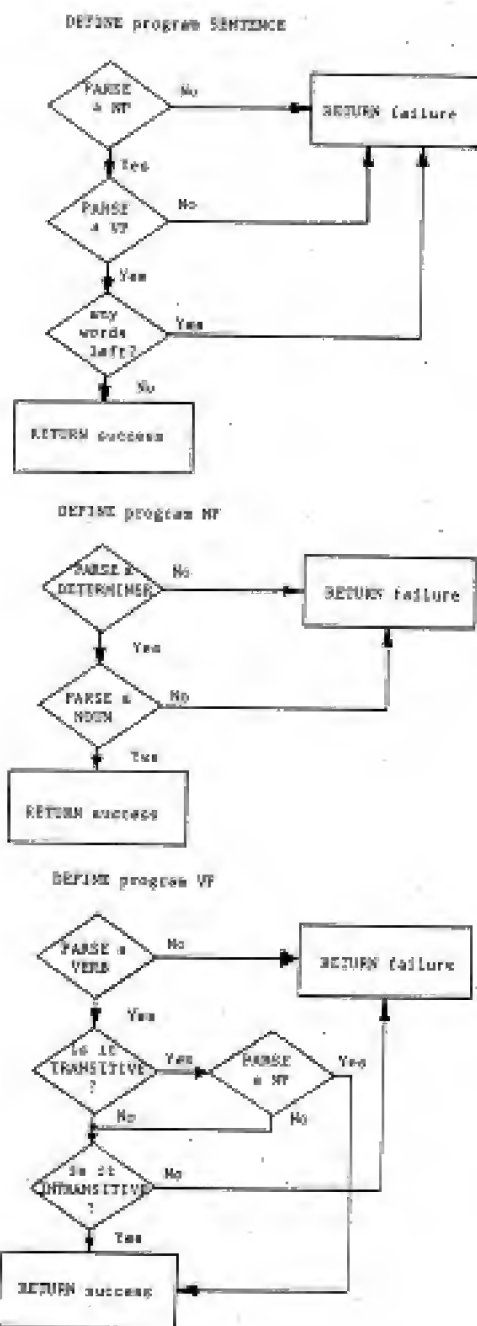 DEFINE program SENTENCE
PARSE
a NP
No
RETURN failure
Yes
PARSE
a VP
No
Yes
any
words
left?
Yes
No
RETURN success
DEFINE program NP
PARSE a
DETERMINER
No
RETURN failure
Yes
PARSE a
NOUN
No
Yes
RETURN success
DEFINE program VP
PARSE a
VERB
No
RETURN failure
Yes
is it
TRANSITIVE
?
Yes
PARSE
a NP
Yes
No
No
is it
INTRANSITIVE
?
No
Yes
RETURN success